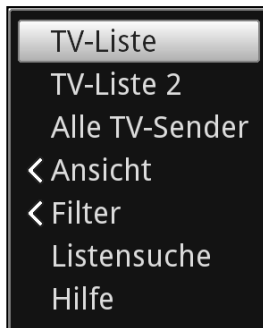 TV-Liste
TV-Liste 2
Alle TV-Sender
Ansicht
Filter
Listensuche
Hilfe